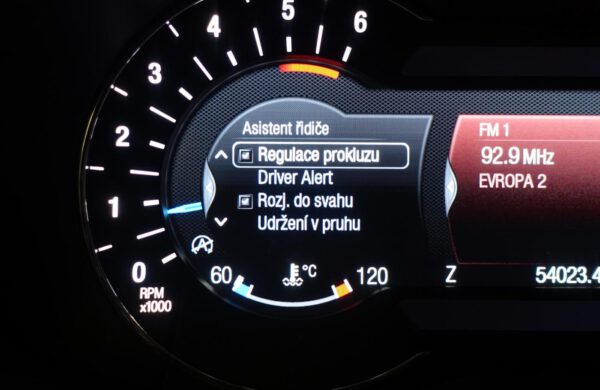 6
5
4
3
2
1
0
RPM
x1000
Asistent řidiče
Regulace prokluzu
Driver Alert
Rozj. do svahu
Udržení v pruhu
60
°C
120
FM 1
92.9 MHz
EVROPA 2
Z
54023.4